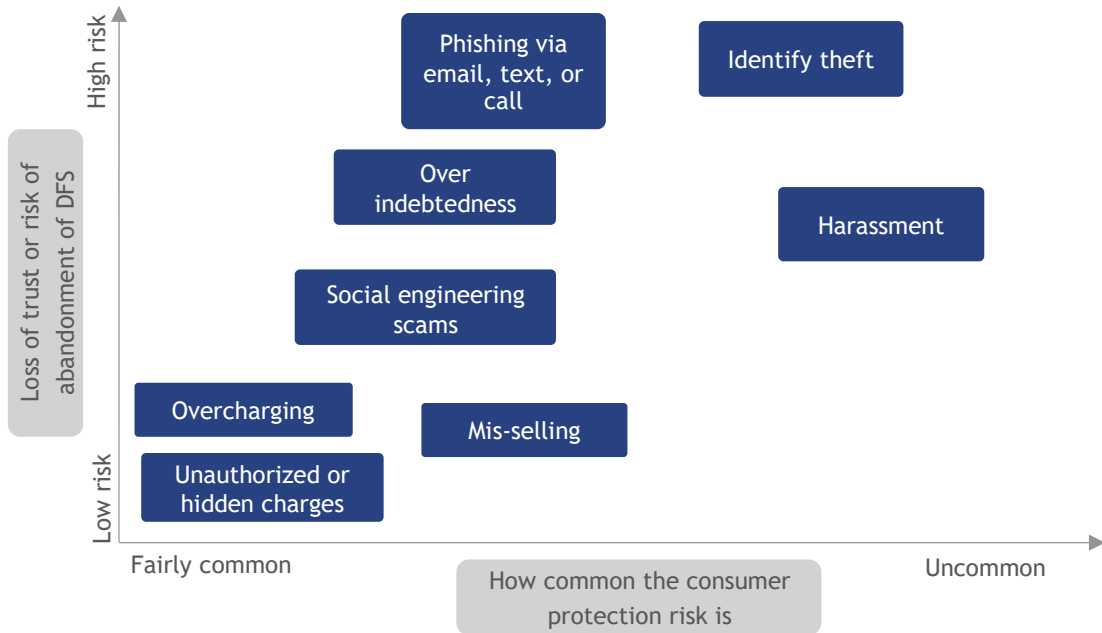 High risk
Loss of trust or risk of
abandonment of DFS
Low risk
Phishing via
email, text, or
call
Identify theft
Over
indebtedness
Harassment
Social engineering
scams
Overcharging
Mis-selling
Unauthorized or
hidden charges
Fairly common
How common the consumer
protection risk is
Uncommon